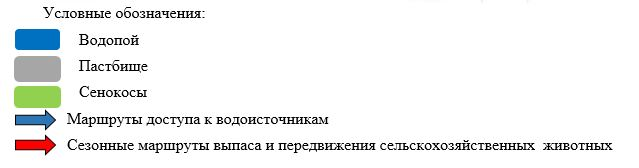 Условные обозначения:
Водопой
Пастбище
Сенокосы
Маршруты доступа к водоисточникам
Сезонные маршруты выпаса и передвижения сельскохозяйственных животных